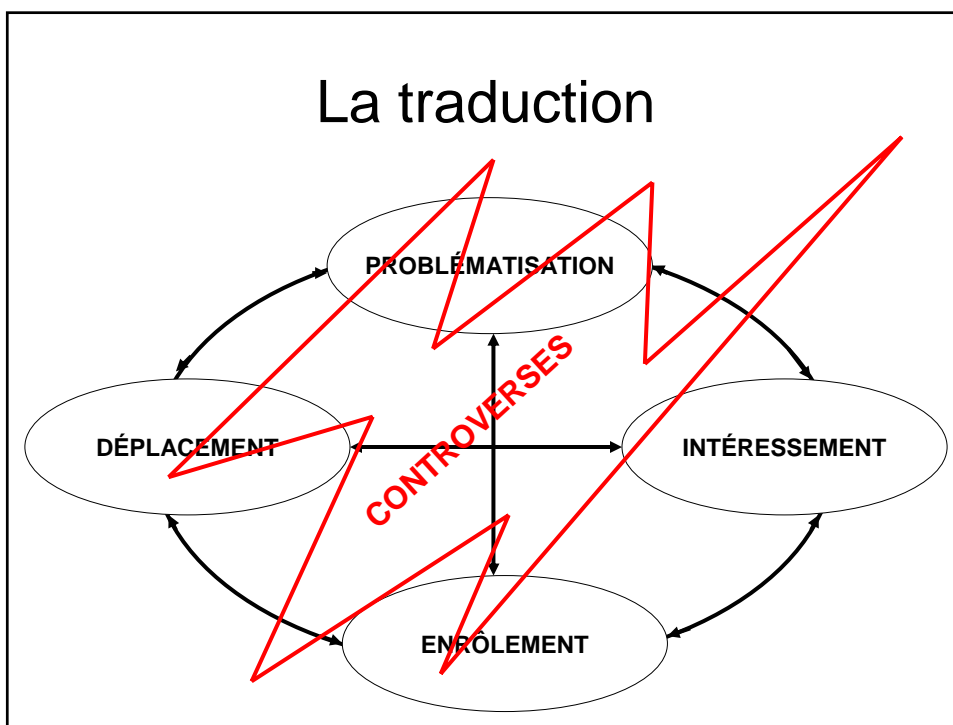 La traduction
PROBLÉMATISATION
DÉPLACEMENT
CONTROVERSES
INTÉRESSEMENT
ENRÔLEMENT